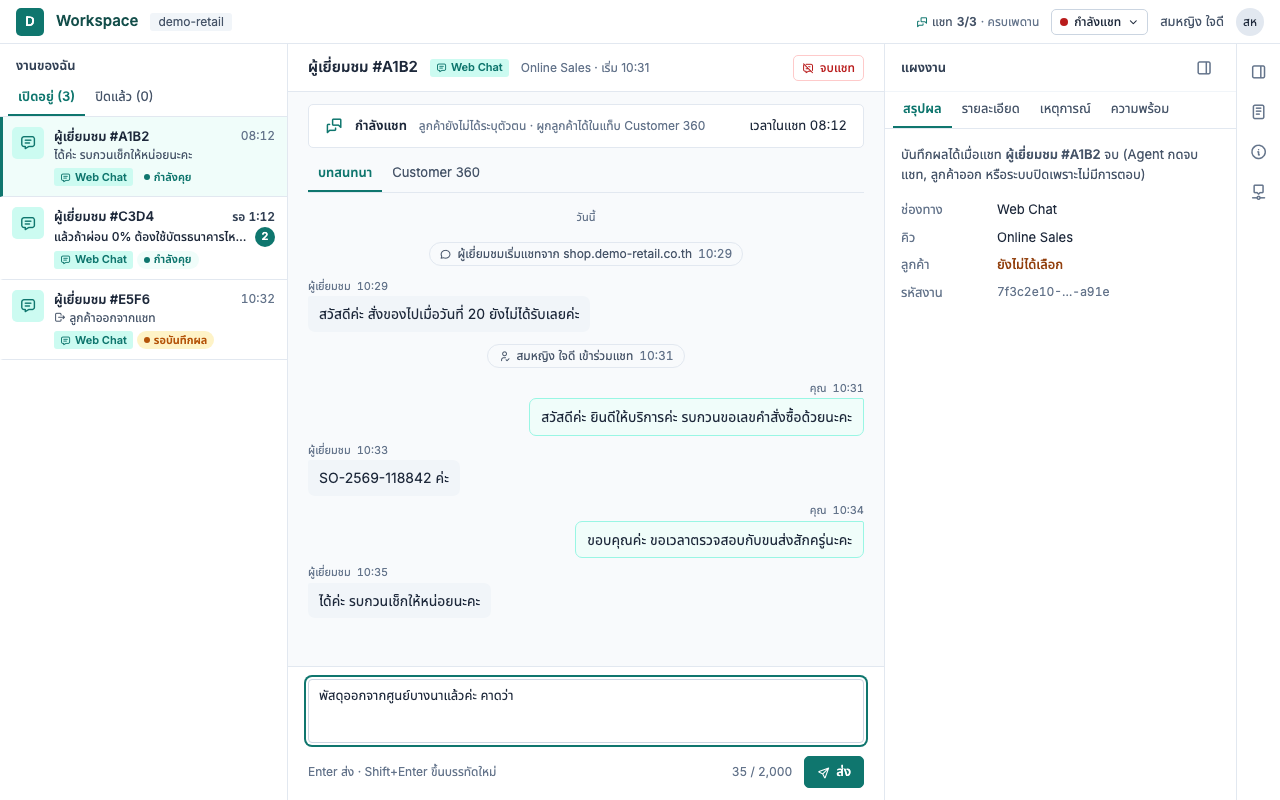 D Workspace demo-retail
แชท 3/3 · ครบเพดาน
กำลังแชท
สมหญิง ใจดี
สห
งานของฉัน
เปิดอยู่ (3) ปิดแล้ว (0)
ผู้เยี่ยมชม #A1B2 08:12
ได้ค่ะ รบกวนเช็กให้หน่อยนะคะ
Web Chat กำลังคุย
ผู้เยี่ยมชม #C3D4 รอ 1:12
แล้วถ้าผ่อน 0% ต้องใช้บัตรธนาคารไห... 2
Web Chat กำลังคุย
ผู้เยี่ยมชม #E5F6 10:32
ลูกค้าออกจากแชท
Web Chat รอบันทึกผล
ผู้เยี่ยมชม #A1B2 Web Chat Online Sales · เริ่ม 10:31 จบแชท
กำลังแชท ลูกค้ายังไม่ได้ระบุตัวตน · ผูกลูกค้าได้ในแท็บ Customer 360 เวลาในแชท 08:12
บทสนทนา Customer 360
วันนี้
ผู้เยี่ยมชมเริ่มแชทจาก shop.demo-retail.co.th 10:29
ผู้เยี่ยมชม 10:29
สวัสดีค่ะ สั่งของไปเมื่อวันที่ 20 ยังไม่ได้รับเลยค่ะ
สมหญิง ใจดี เข้าร่วมแชท 10:31
คุณ 10:31
สวัสดีค่ะ ยินดีให้บริการค่ะ รบกวนขอเลขคำสั่งซื้อด้วยนะคะ
ผู้เยี่ยมชม 10:33
SO-2569-118842 ค่ะ
คุณ 10:34
ขอบคุณค่ะ ขอเวลาตรวจสอบกับขนส่งสักครู่นะคะ
ผู้เยี่ยมชม 10:35
ได้ค่ะ รบกวนเช็กให้หน่อยนะคะ
พัสดุออกจากศูนย์บางนาแล้วค่ะ คาดว่า
Enter ส่ง · Shift+Enter ขึ้นบรรทัดใหม่ 35 / 2,000 ส่ง
แผงงาน
สรุปผล รายละเอียด เหตุการณ์ ความพร้อม
บันทึกผลได้เมื่อแชท ผู้เยี่ยมชม #A1B2 จบ (Agent กดจบ
แชท, ลูกค้าออก หรือระบบปิดเพราะไม่มีการตอบ)
ช่องทาง Web Chat
คิว Online Sales
ลูกค้า ยังไม่ได้เลือก
รหัสงาน 7f3c2e10-…-a91e